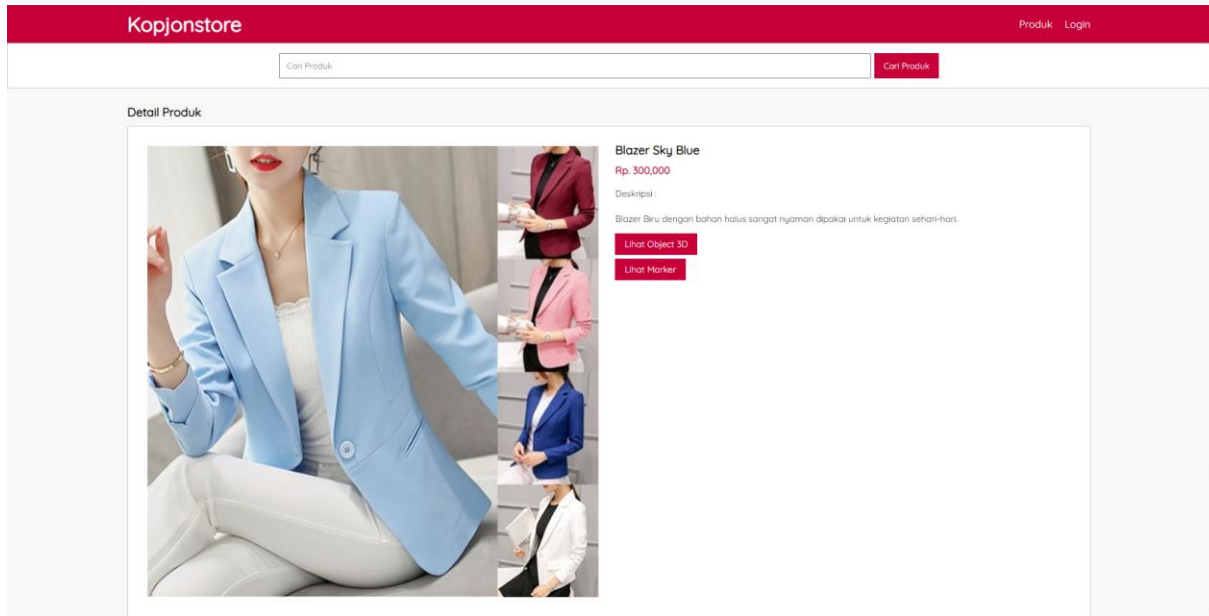 Kopjonstore
Produk Login
Cari Produk Cari Produk
Detail Produk
Blazer Sky Blue
Rp. 300,000
Deskripsi :
Blazer Biru dengan bahan halus sangat nyaman dipakai untuk kegiatan sehari-hari.
Lihat Object 3D
Lihat Marker